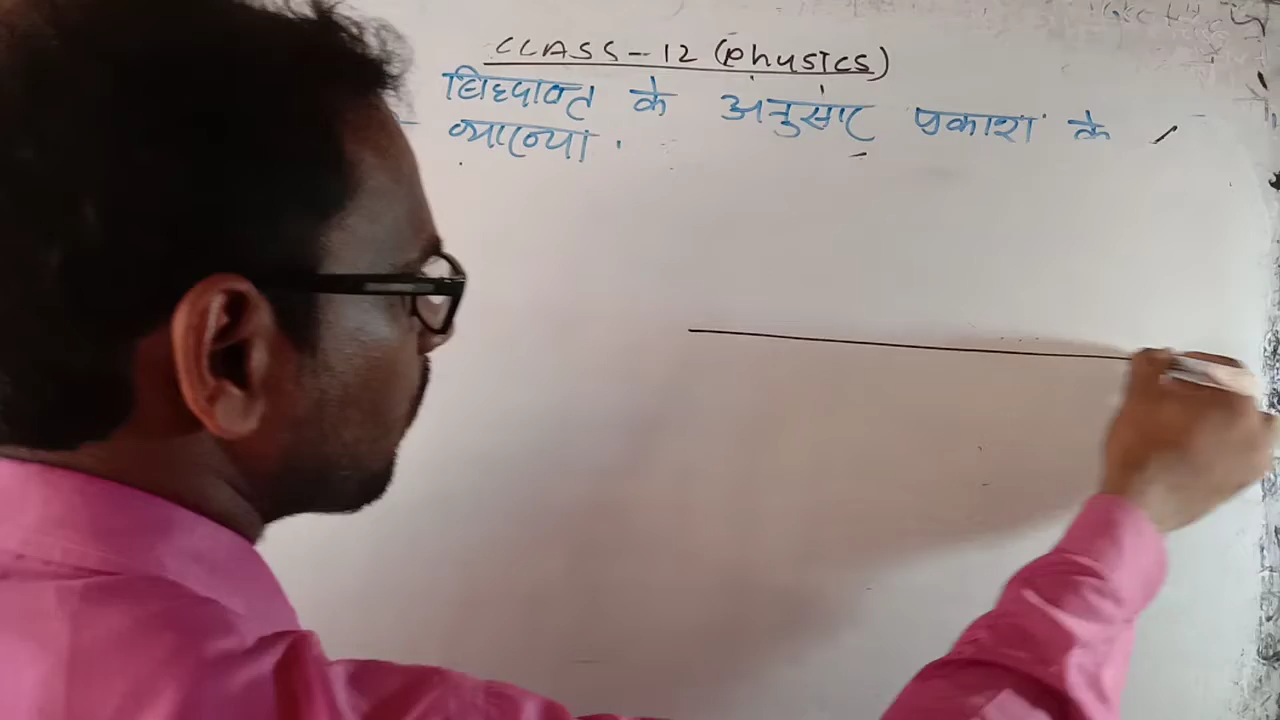 CLASS-12 (Physics)
सिध्दान्त के अनुसार प्रकाश के
व्याख्या.